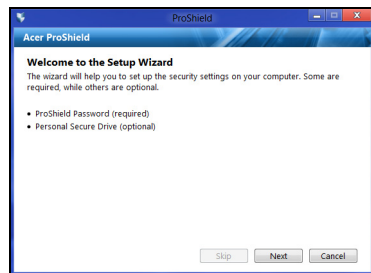 ProShield
Acer ProShield
Welcome to the Setup Wizard
The wizard will help you to set up the security settings on your computer. Some are
required, while others are optional.
• ProShield Password (required)
• Personal Secure Drive (optional)
Skip Next Cancel